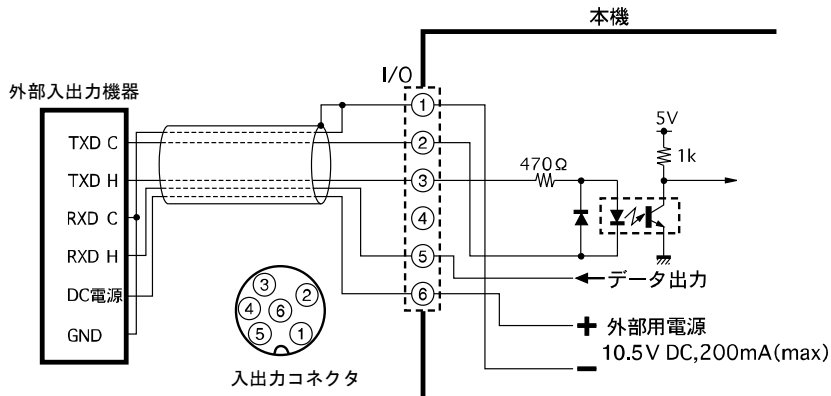 本機
I/O
外部入出力機器
TXD C
TXD H
RXD C
RXD H
DC電源
GND
1
2
3
4
5
6
470Ω
5V
1k
データ出力
+ 外部用電源
10.5V DC,200mA(max)
−
3
2
4
6
5
1
入出力コネクタ